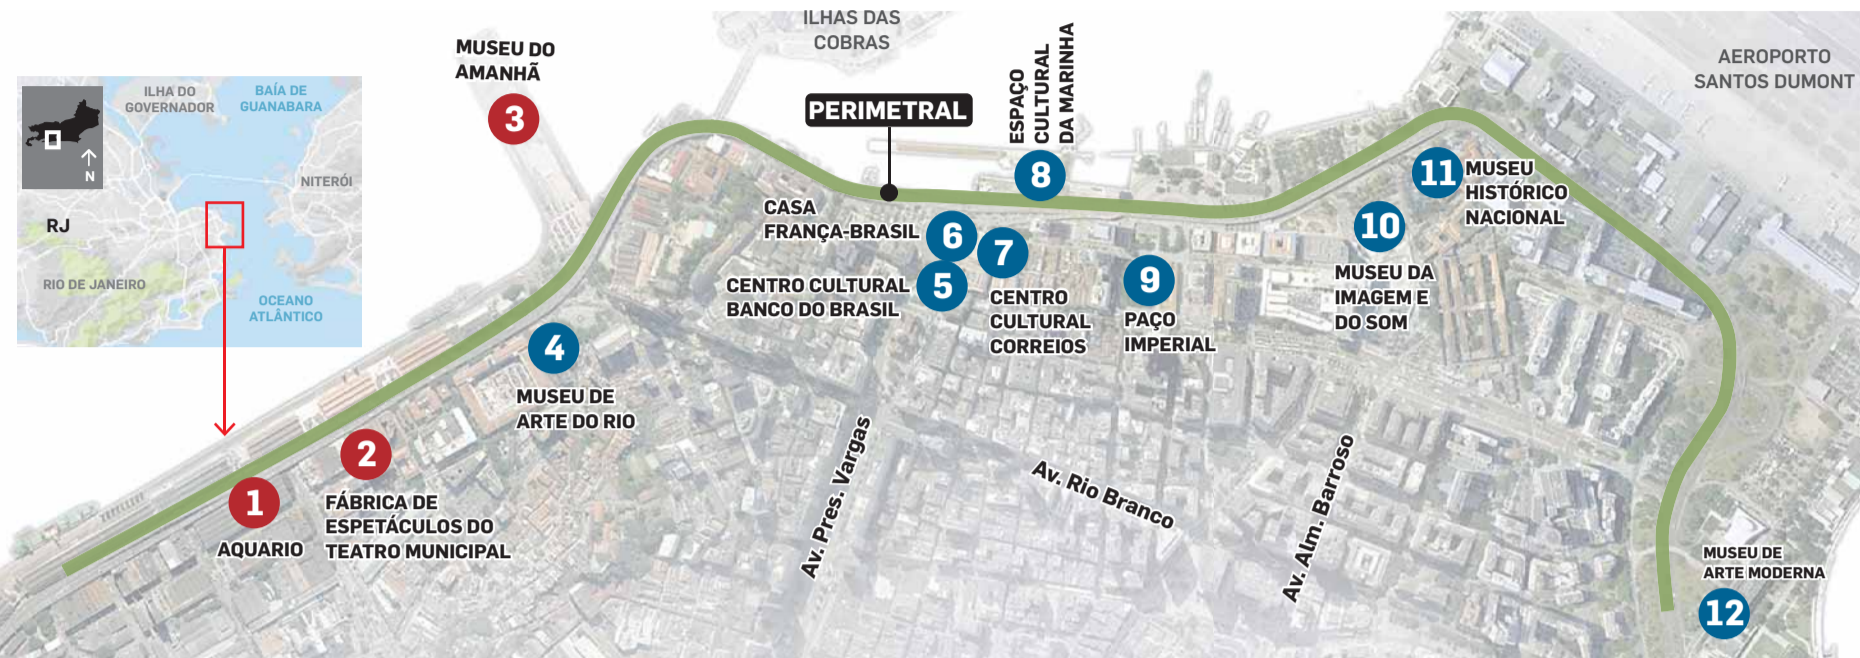 ILHAS DAS
COBRAS
MUSEU DO
AMANHÃ
3
ILHA DO
GOVERNADOR
BAÍA DE
GUANABARA
N
NITERÓI
RJ
RIO DE JANEIRO
OCEANO
ATLÂNTICO
PERIMETRAL
ESPAÇO
CULTURAL
DA MARINHA
8
AEROPORTO
SANTOS DUMONT
11
MUSEU
HISTÓRICO
NACIONAL
CASA
FRANÇA-BRASIL
6
7
10
MUSEU DA
IMAGEM E
DO SOM
CENTRO CULTURAL
BANCO DO BRASIL
5
CENTRO
CULTURAL
CORREIOS
9
PAÇO
IMPERIAL
4
MUSEU DE
ARTE DO RIO
2
FÁBRICA DE
ESPETÁCULOS DO
TEATRO MUNICIPAL
1
AQUARIO
Av. Pres. Vargas
Av. Rio Branco
Av. Alm. Barroso
MUSEU DE
ARTE MODERNA
12